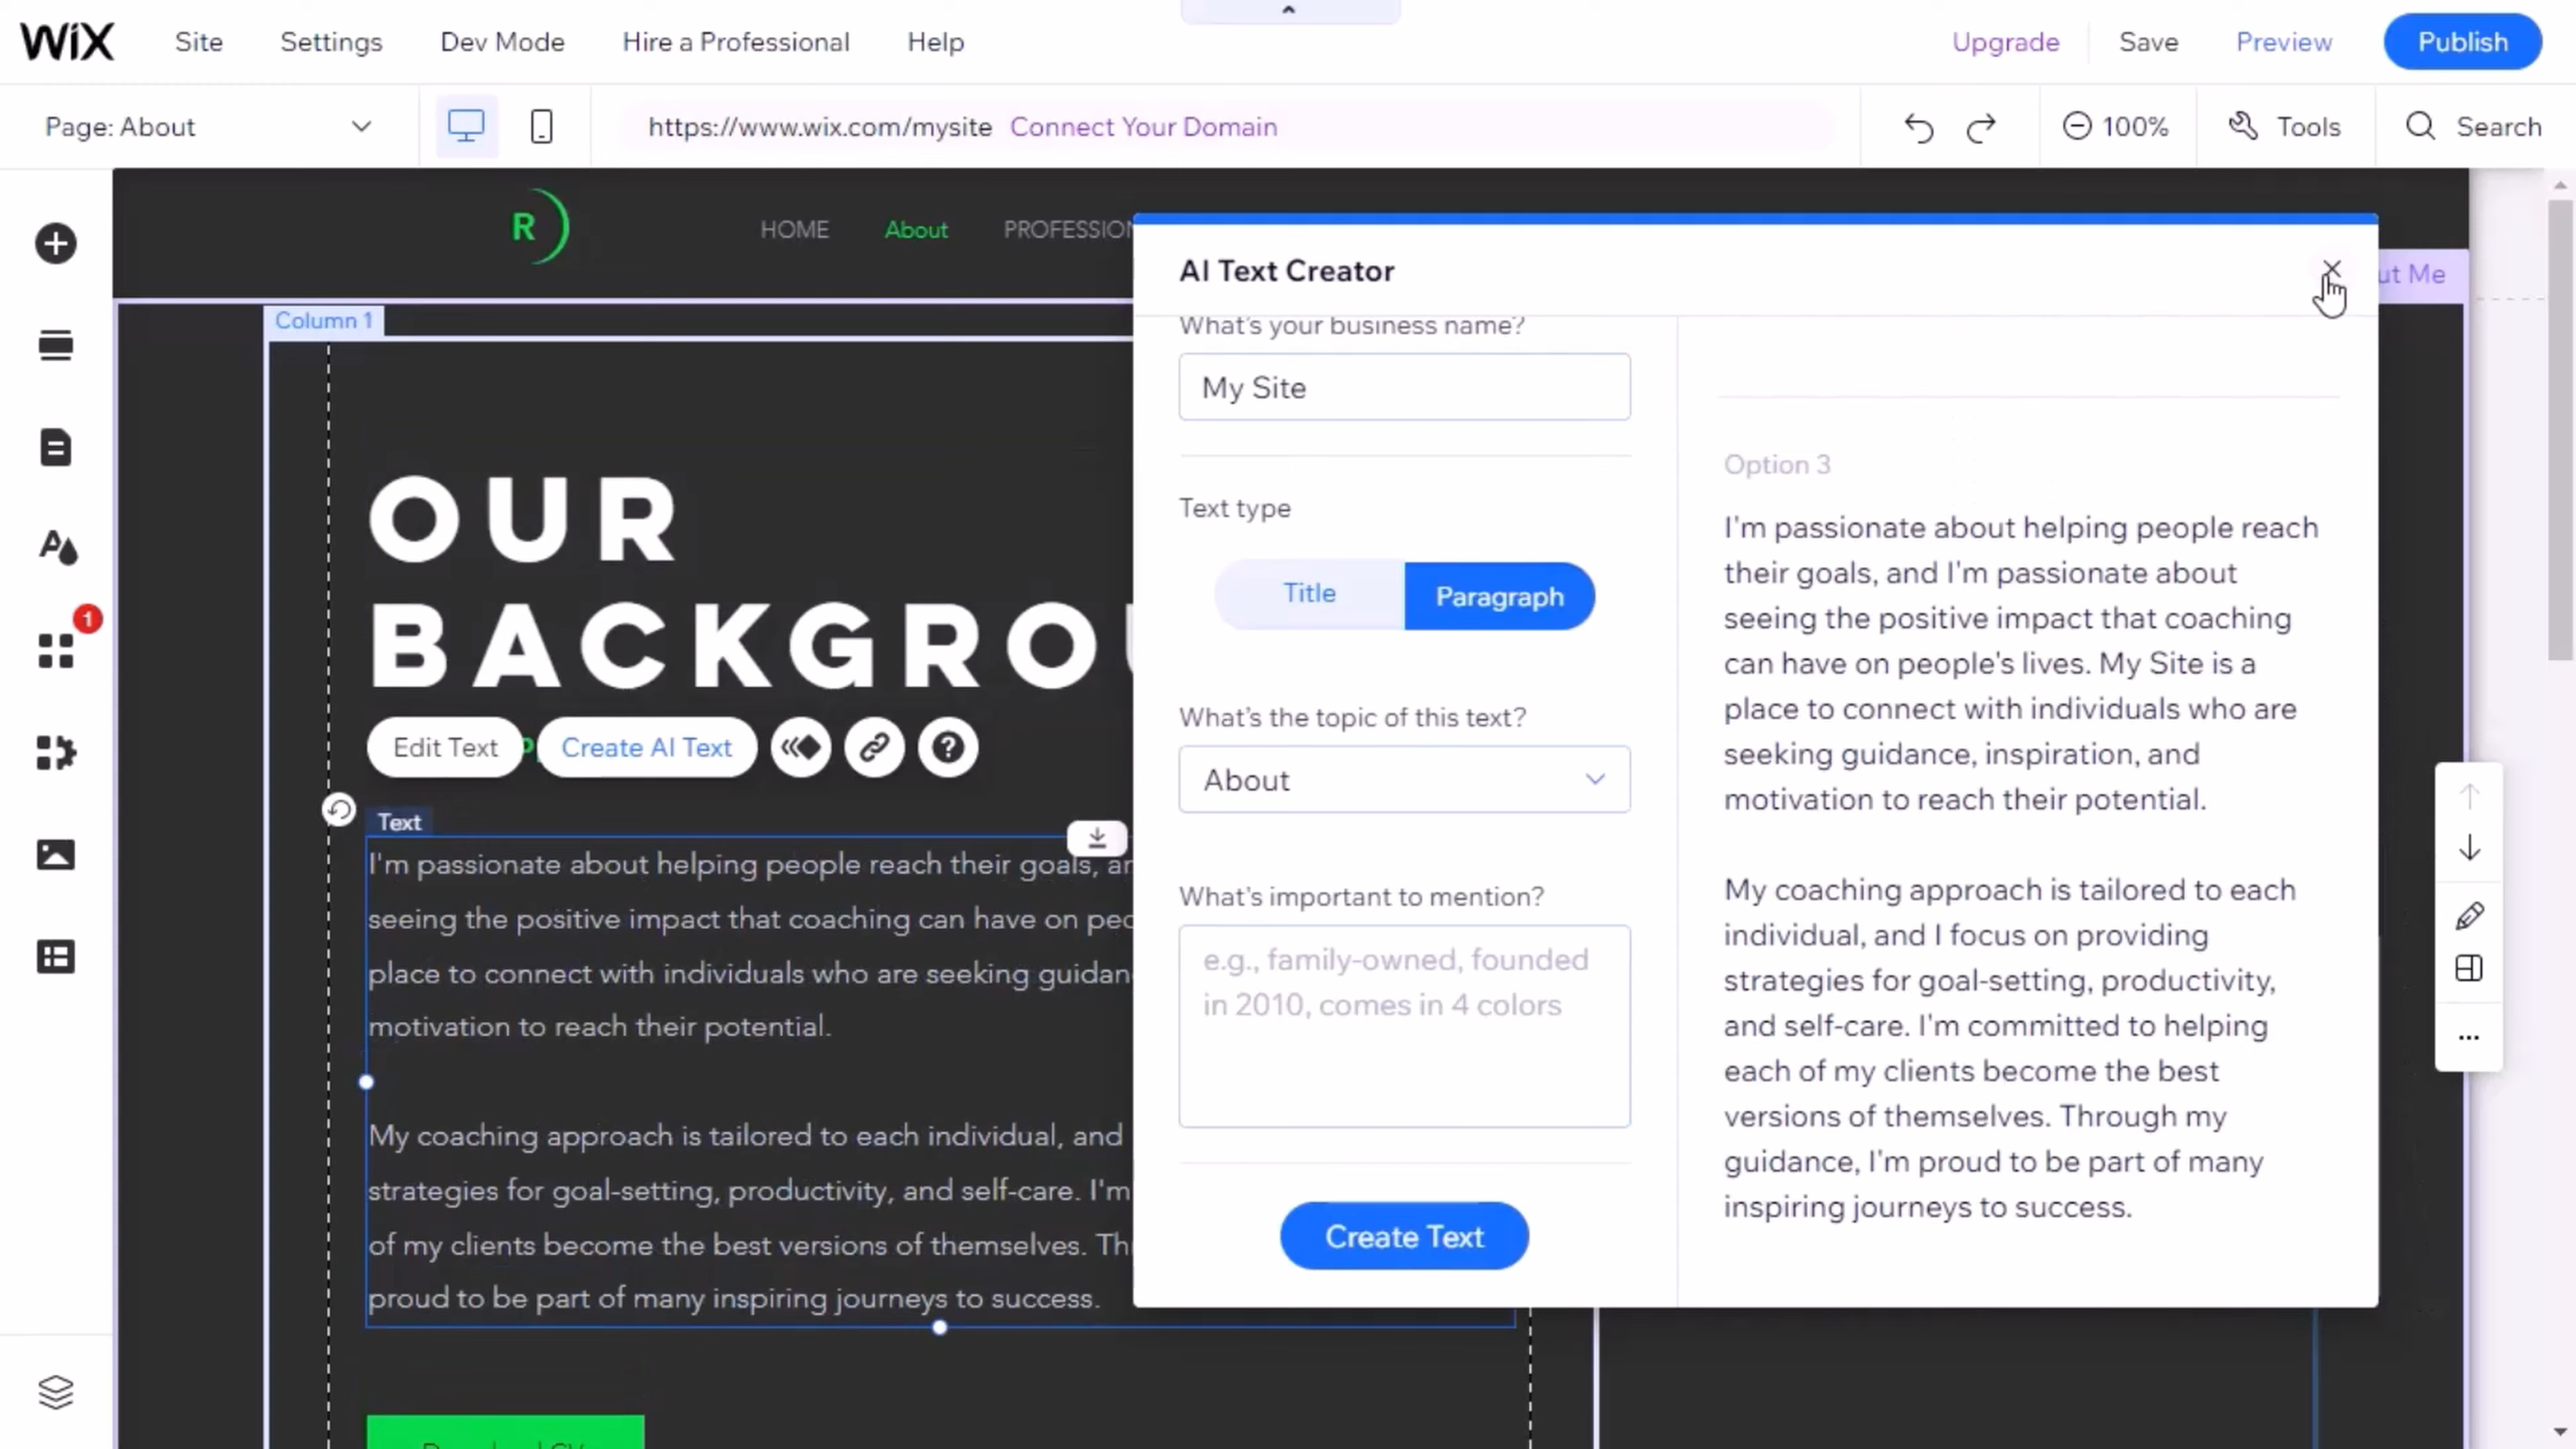 WiX Site Settings Dev Mode Hire a Professional Help Upgrade Save Preview Publish
Page: About https://www.wix.com/mysite Connect Your Domain 100% Tools Search
R HOME About
AI Text Creator
ut Me
Column 1
OUR
Edit Text Create AI Text
1
Text
I'm passionate about helping people reach their goals,
seeing the positive impact that coaching can have on
place to connect with individuals who are seeking
motivation to reach their potential.
My coaching approach is tailored to each individual, and
strategies for goal-setting, productivity, and self-care. I'm
of my clients become the best versions of themselves.
proud to be part of many inspiring journeys to success.
What's your business name?
My Site
Text type
Title Paragraph
What's the topic of this text?
About
What's important to mention?
e.g., family-owned, founded
in 2010, comes in 4 colors
Create Text
Option 3
I'm passionate about helping people reach
their goals, and I'm passionate about
seeing the positive impact that coaching
can have on people's lives. My Site is a
place to connect with individuals who are
seeking guidance, inspiration, and
motivation to reach their potential.
My coaching approach is tailored to each
individual, and I focus on providing
strategies for goal-setting, productivity,
and self-care. I'm committed to helping
each of my clients become the best
versions of themselves. Through my
guidance, I'm proud to be part of many
inspiring journeys to success.